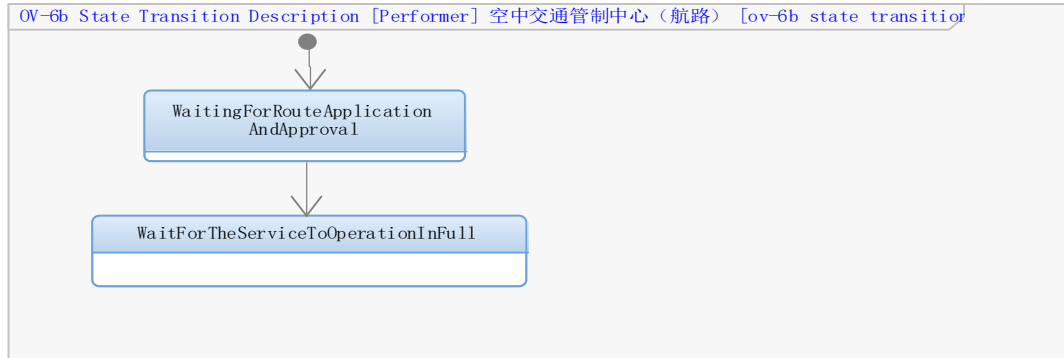 OV-6b State Transition Description [Performer] 空中交通管制中心（航路） [ov-6b state transition
WaitingForRouteApplication
AndApproval
WaitForTheServiceToOperationInFull